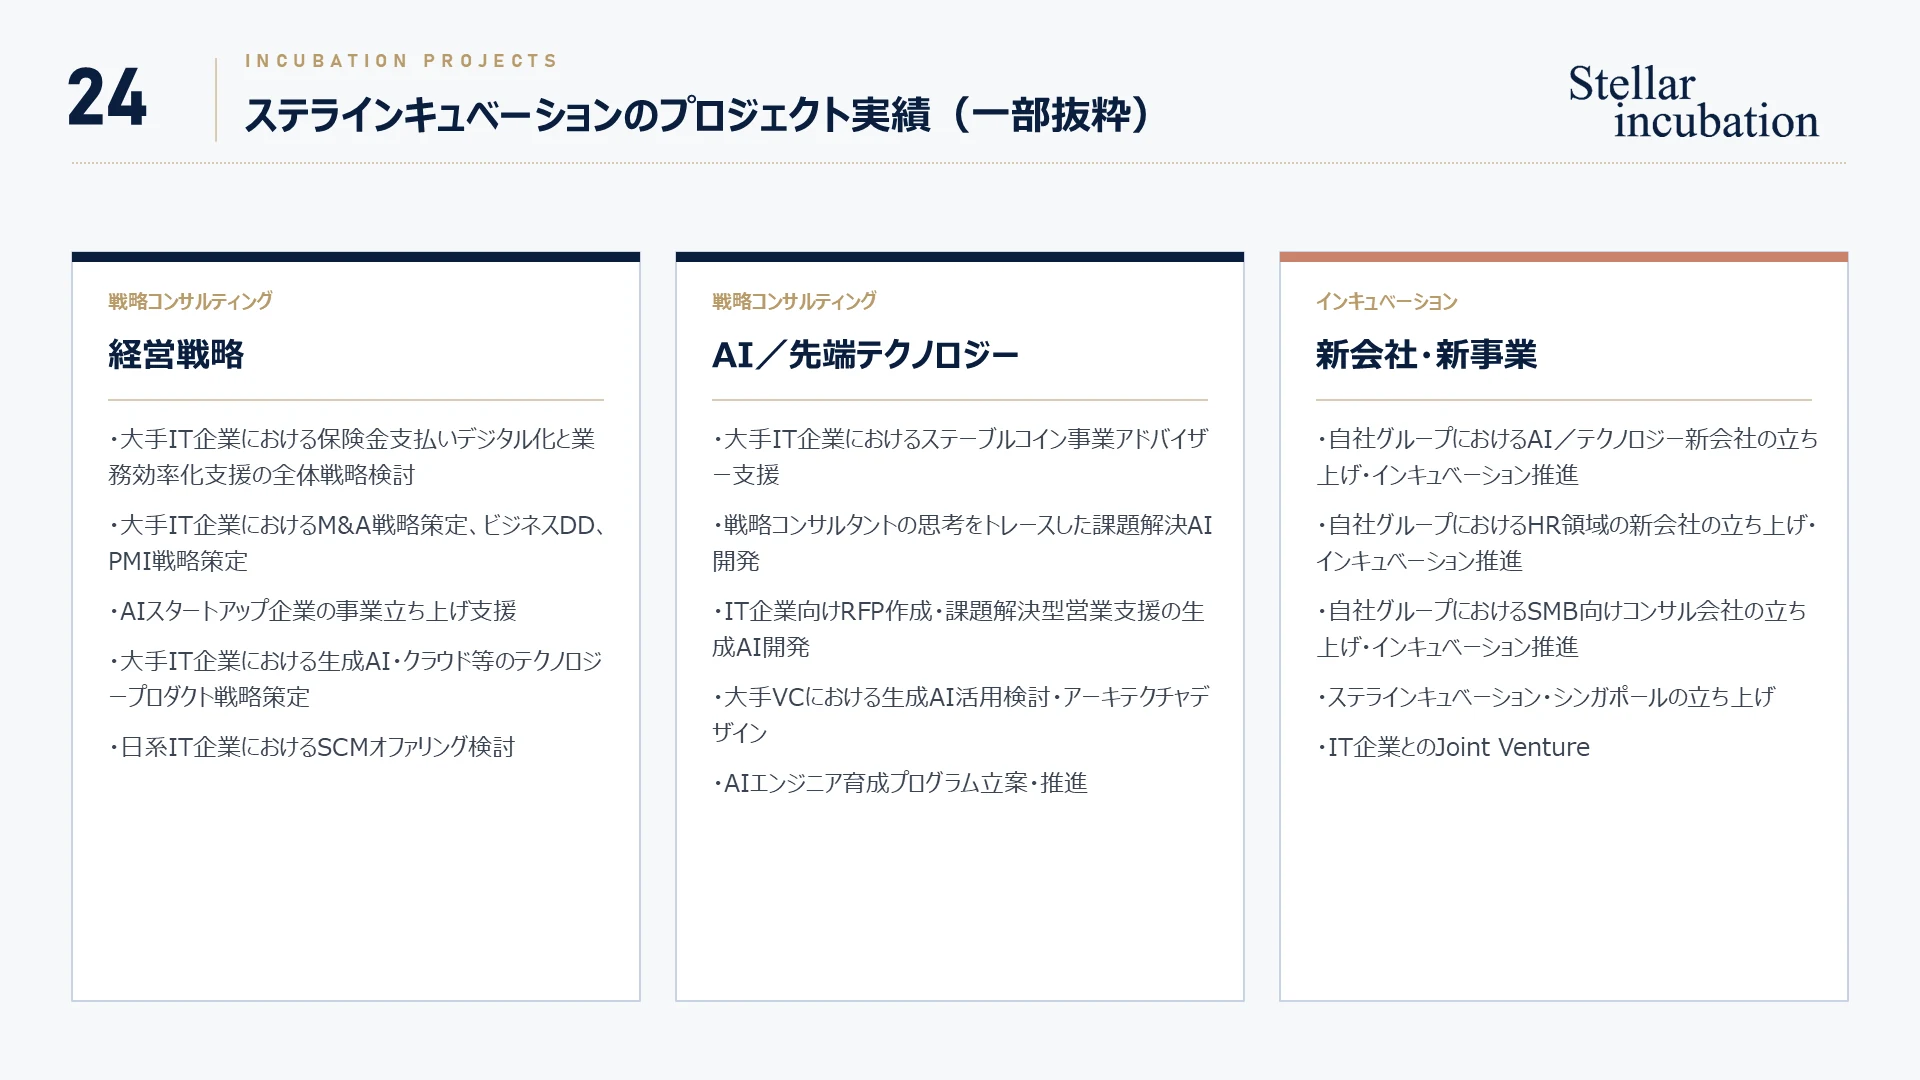 24
INCUBATION PROJECTS
ステラインキュベーションのプロジェクト実績（一部抜粋）
Stellar
incubation
戦略コンサルティング
経営戦略
・大手IT企業における保険金支払いデジタル化と業
務効率化支援の全体戦略検討
・大手IT企業におけるM&A戦略策定、ビジネスDD、
PMI戦略策定
・AIスタートアップ企業の事業立ち上げ支援
・大手IT企業における生成AI・クラウド等のテクノロジ
ープロダクト戦略策定
・日系IT企業におけるSCMオファリング検討
戦略コンサルティング
AI／先端テクノロジー
・大手IT企業におけるステーブルコイン事業アドバイザ
ー支援
・戦略コンサルタントの思考をトレースした課題解決AI
開発
・IT企業向けRFP作成・課題解決型営業支援の生
成AI開発
・大手VCにおける生成AI活用検討・アーキテクチャデ
ザイン
・AIエンジニア育成プログラム立案・推進
インキュベーション
新会社・新事業
・自社グループにおけるAI／テクノロジー新会社の立ち
上げ・インキュベーション推進
・自社グループにおけるHR領域の新会社の立ち上げ・
インキュベーション推進
・自社グループにおけるSMB向けコンサル会社の立ち
上げ・インキュベーション推進
・ステラインキュベーション・シンガポールの立ち上げ
・IT企業とのJoint Venture